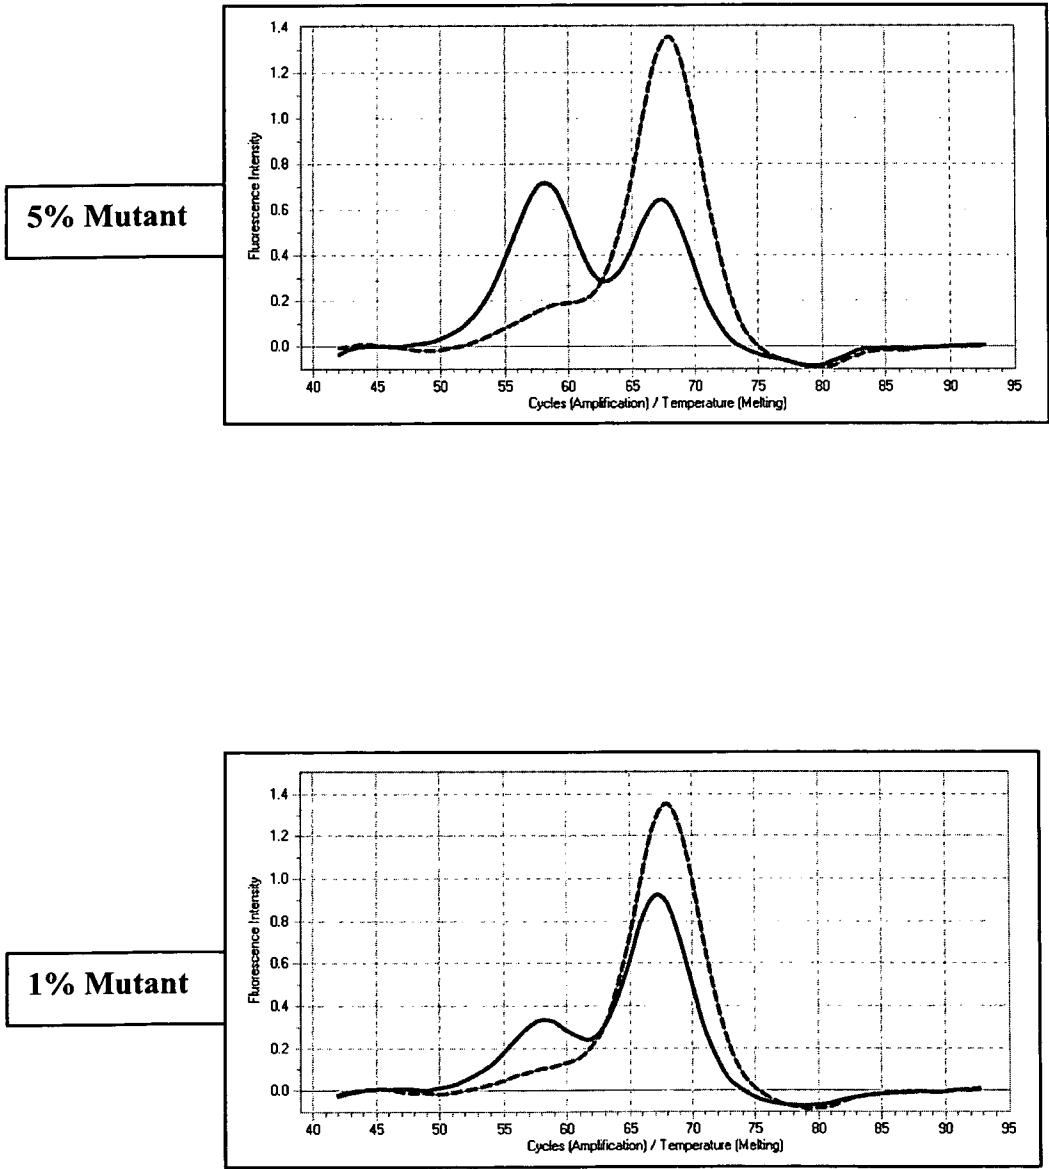 5% Mutant
Fluorescence Intensity
1.4
1.2
1.0
0.8
0.6
0.4
0.2
0.0
40 45 50 55 60 65 70 75 80 85 90 95
Cycles (Amplification) / Temperature (Melting)
1% Mutant
Fluorescence Intensity
1.4
1.2
1.0
0.8
0.6
0.4
0.2
0.0
40 45 50 55 60 65 70 75 80 85 90 95
Cycles (Amplification) / Temperature (Melting)